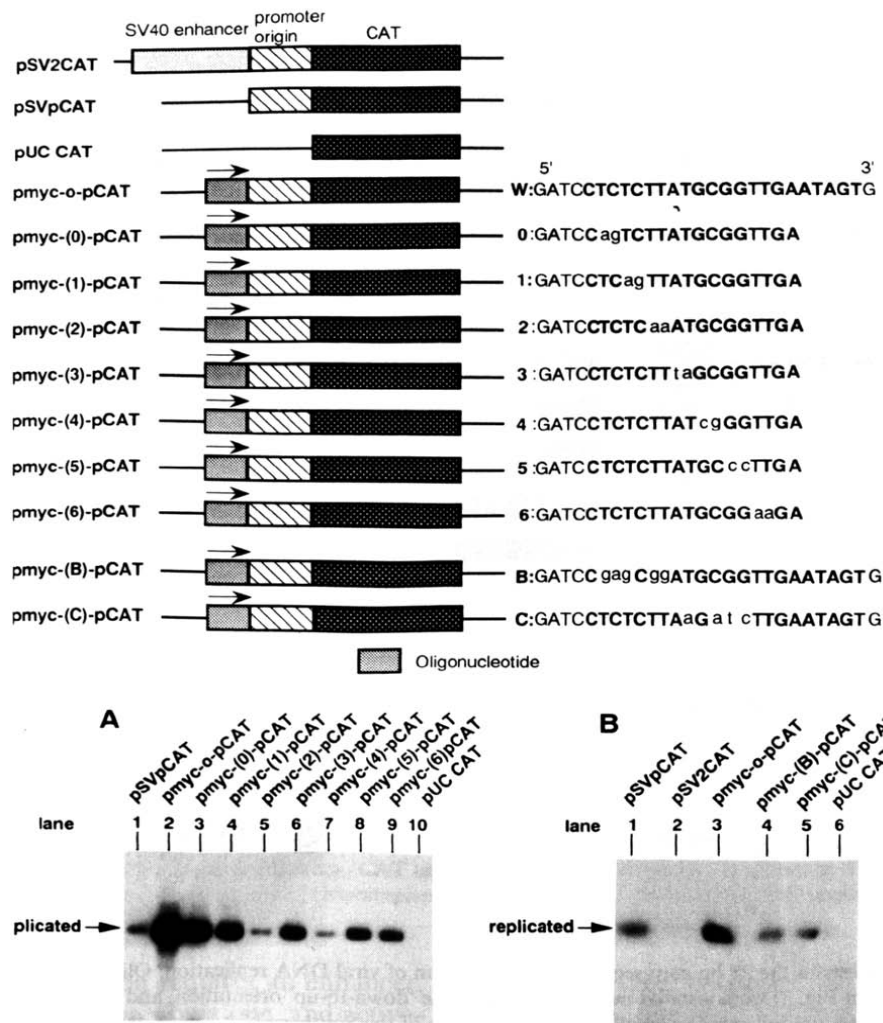 SV40 enhancer promoter origin CAT
pSV2CAT
pSVpCAT
pUC CAT
5' 3'
pmyc-o-pCAT W:GATCCTCTCTTATGCGGTTGAATAGTG
pmyc-(0)-pCAT 0:GATCCagTCTTATGCGGTTGA
pmyc-(1)-pCAT 1:GATCCTCagTTATGCGGTTGA
pmyc-(2)-pCAT 2:GATCCTCTCaaATGCGGTTGA
pmyc-(3)-pCAT 3:GATCCTCTCTTtaGCGGTTGA
pmyc-(4)-pCAT 4:GATCCTCTCTTATcgGGTTGA
pmyc-(5)-pCAT 5:GATCCTCTCTTATGCccTTGA
pmyc-(6)-pCAT 6:GATCCTCTCTTATGCGGaaGA
pmyc-(B)-pCAT B:GATCCgagCggATGCGGTTGAATAGTG
pmyc-(C)-pCAT C:GATCCTCTCTTAaGatcTTGAATAGTG
Oligonucleotide
A
pSVpCAT pmyc-o-pCAT pmyc-(0)-pCAT pmyc-(1)-pCAT pmyc-(2)-pCAT pmyc-(3)-pCAT pmyc-(4)-pCAT pmyc-(5)-pCAT pmyc-(6)pCAT pUC CAT
lane 1 2 3 4 5 6 7 8 9 10
plicated
B
pSVpCAT pSV2CAT pmyc-o-pCAT pmyc-(B)-pCAT pmyc-(C)-pCA pUC CAT
lane 1 2 3 4 5 6
replicated